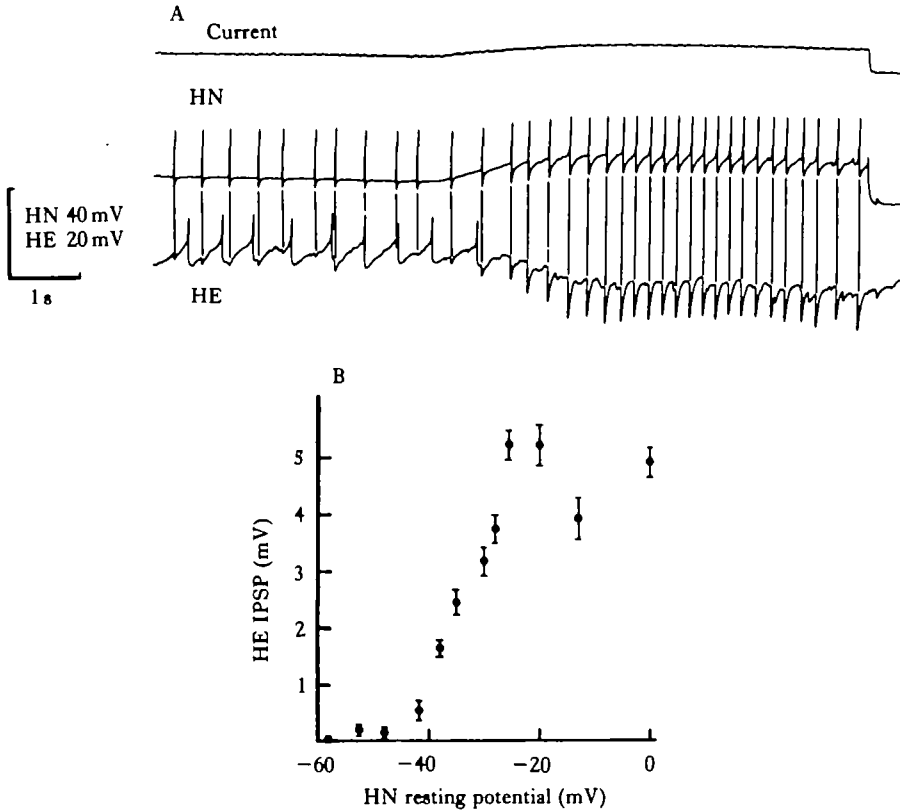 A
Current
HN
HN 40 mV
HE 20 mV
1 s
HE
B
5
4
3
2
1
HE IPSP (mV)
−60
−40
−20
0
HN resting potential (mV)